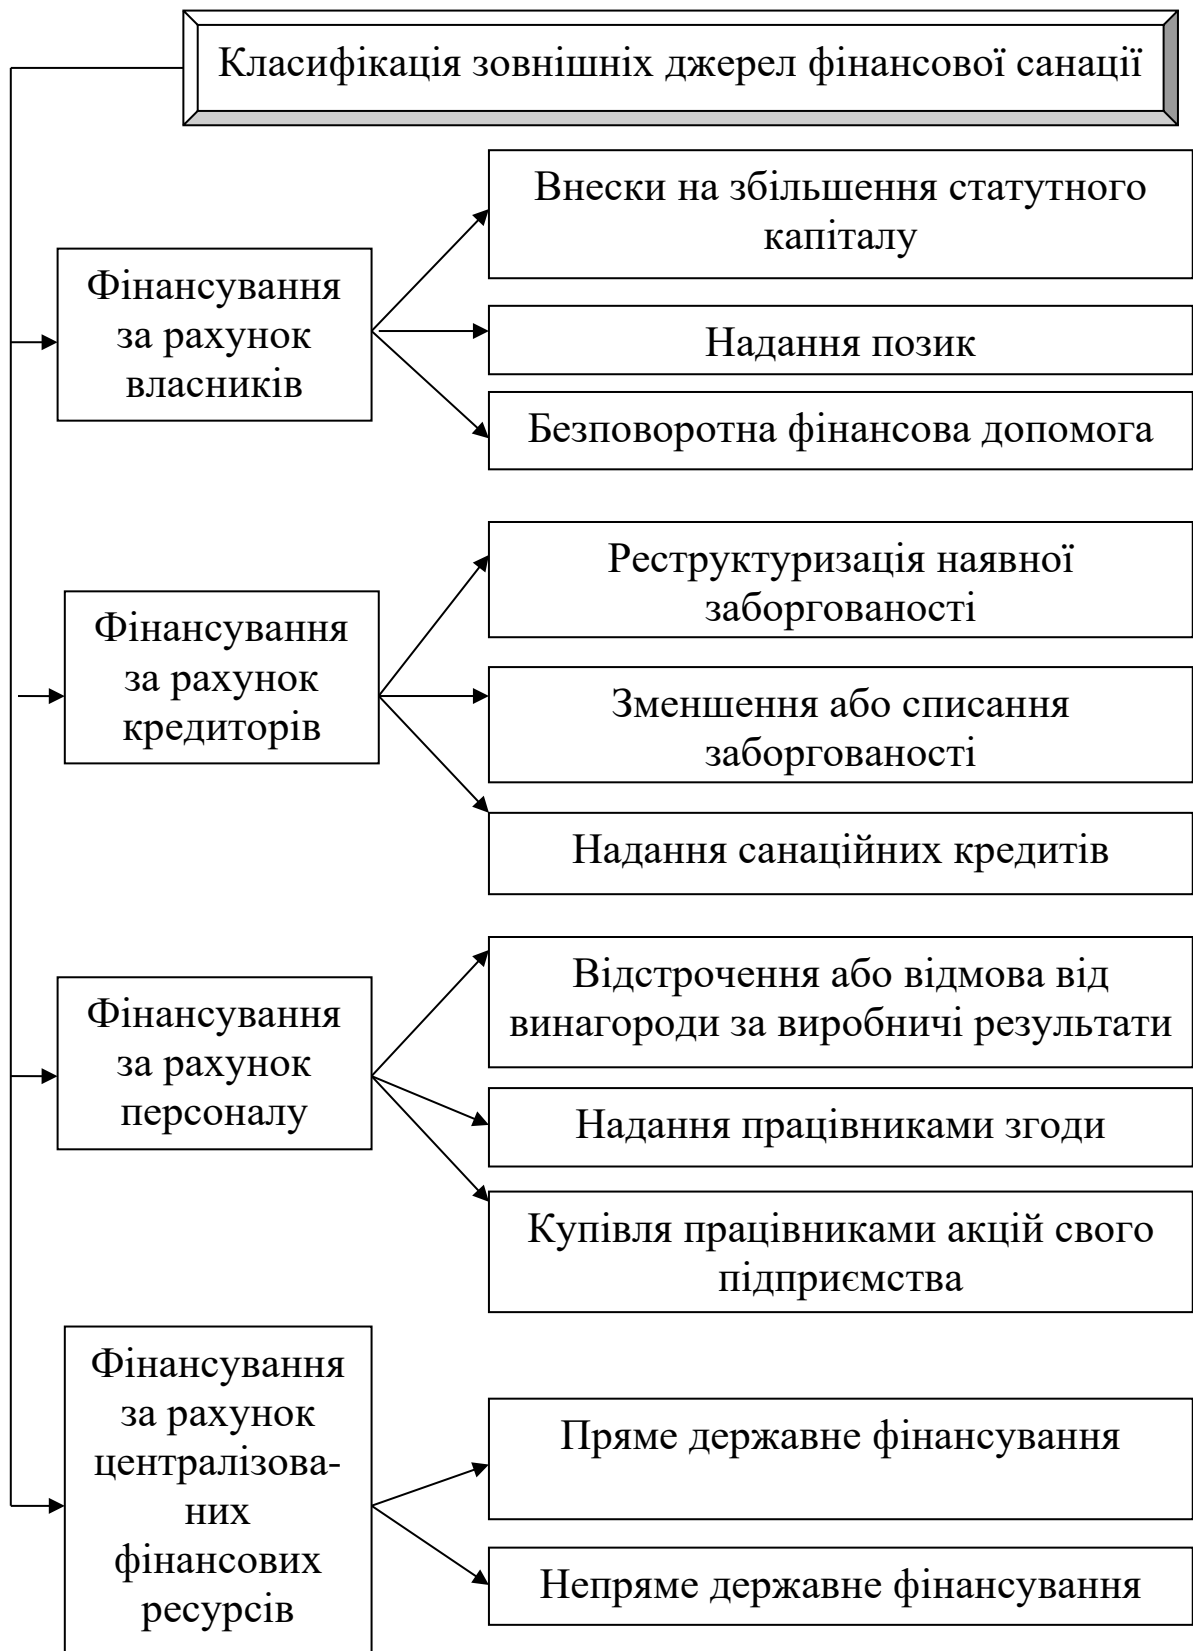 Класифікація зовнішніх джерел фінансової санації
Фінансування
за рахунок
власників
Внески на збільшення статутного
капіталу
Надання позик
Безповоротна фінансова допомога
Фінансування
за рахунок
кредиторів
Реструктуризація наявної
заборгованості
Зменшення або списання
заборгованості
Надання санаційних кредитів
Фінансування
за рахунок
персоналу
Відстрочення або відмова від
винагороди за виробничі результати
Надання працівниками згоди
Купівля працівниками акцій свого
підприємства
Фінансування
за рахунок
централізова-
них
фінансових
ресурсів
Пряме державне фінансування
Непряме державне фінансування